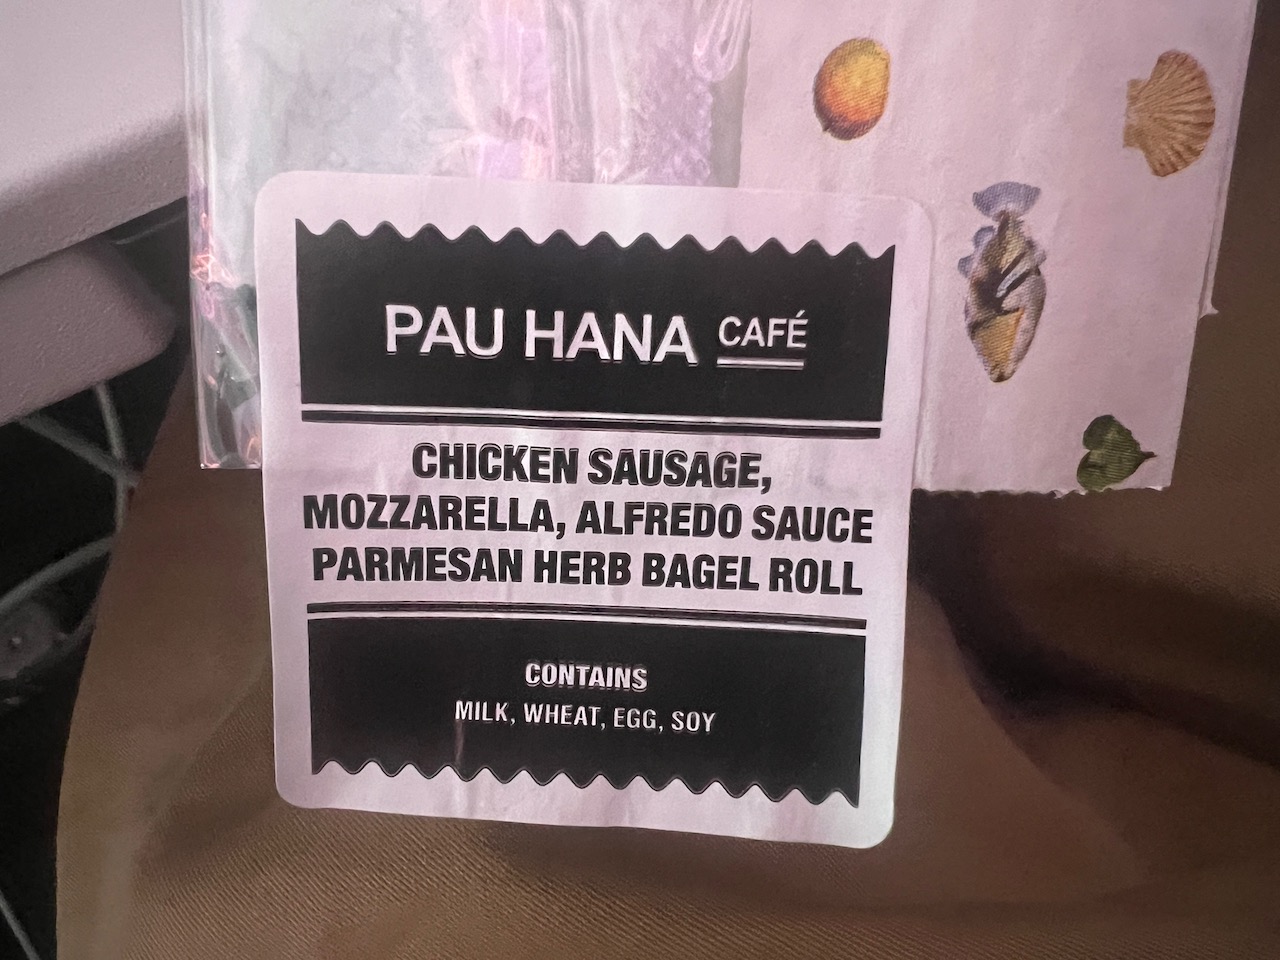 PAU HANA CAFÉ
CHICKEN SAUSAGE,
MOZZARELLA, ALFREDO SAUCE
PARMESAN HERB BAGEL ROLL
CONTAINS
MILK, WHEAT, EGG, SOY